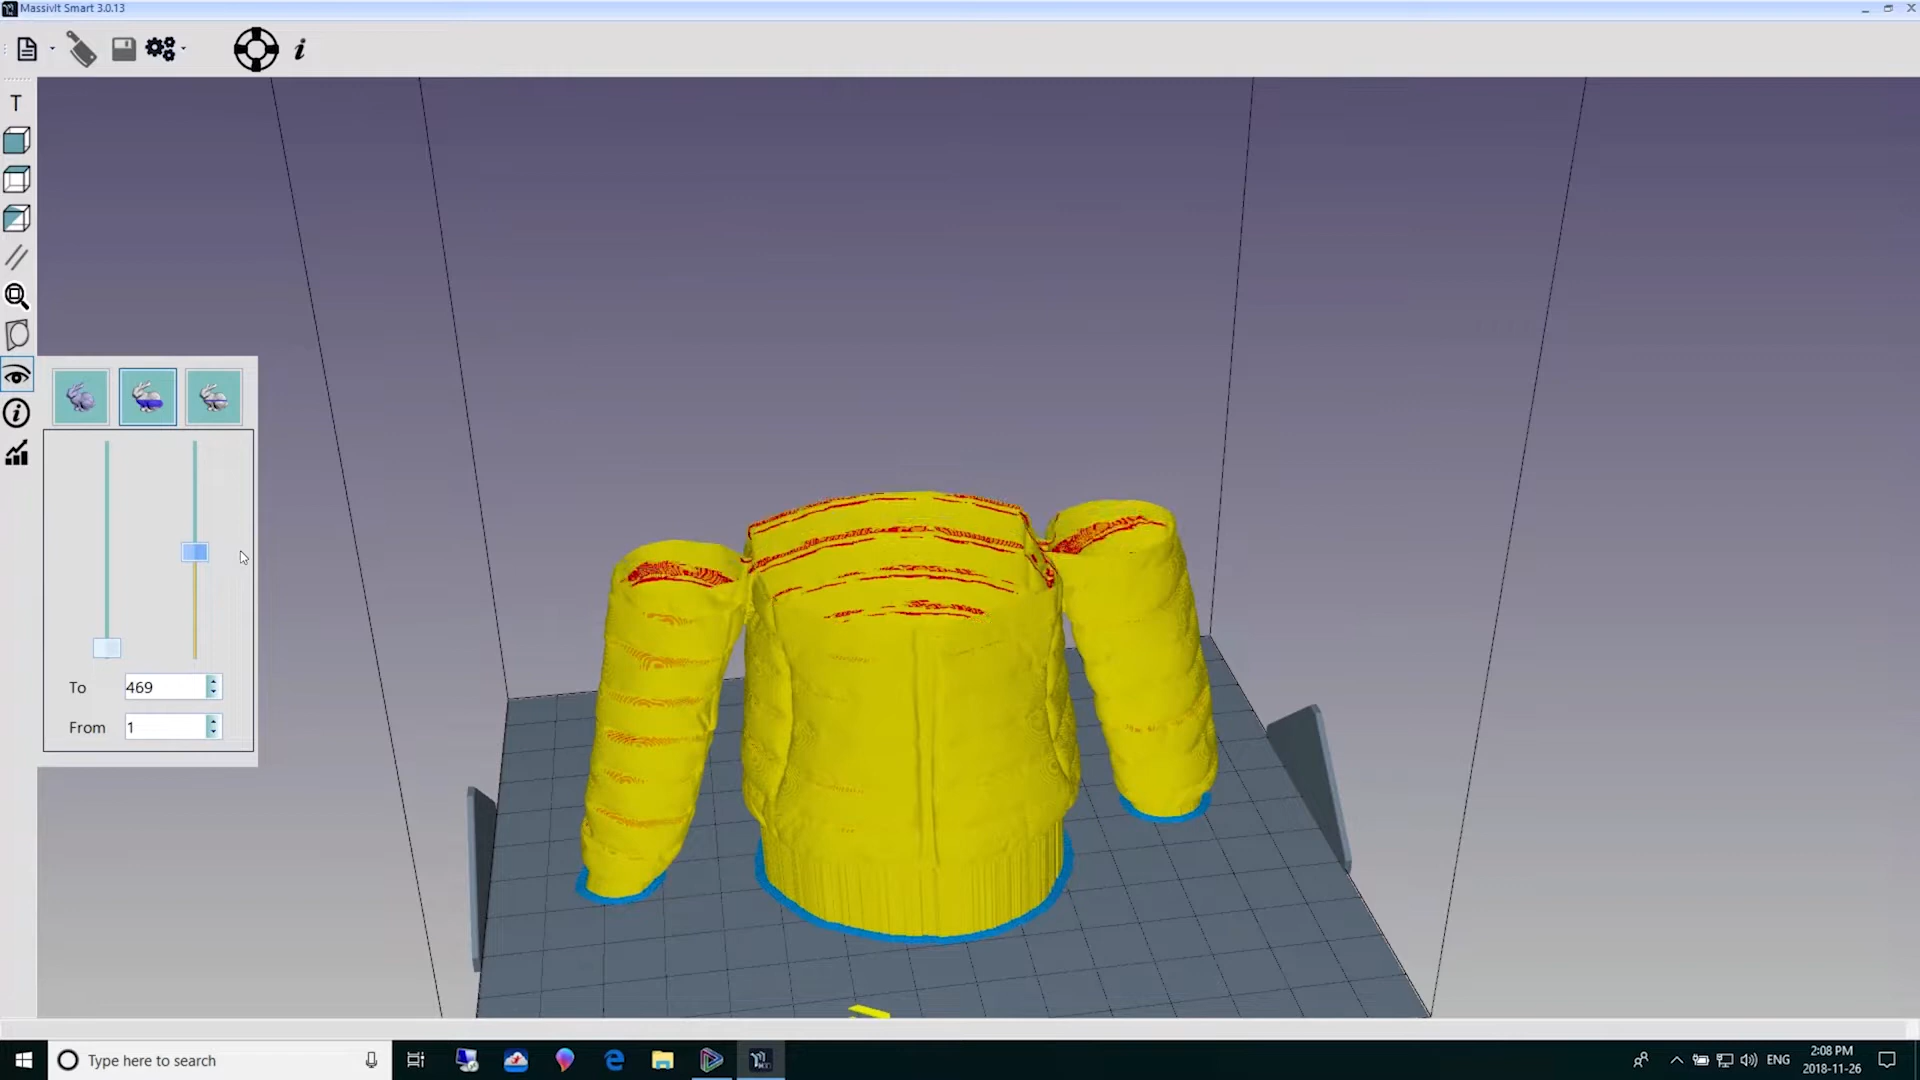 Massivit Smart 3.0.13
T
To 469
From 1
Type here to search
ENG
2:08 PM
2018-11-26